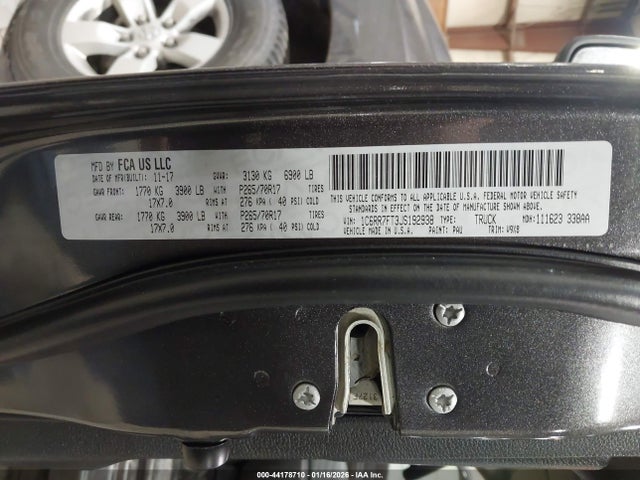 MFD BY FCA US LLC
DATE OF MFR(BUILT): 11-17 GVWR: 3130 KG 6900 LB
GAWR FRONT: 1770 KG 3900 LB WITH P265/70R17 TIRES
17X7.0 RIMS AT 276 KPA ( 40 PSI) COLD
GAWR REAR: 1770 KG 3900 LB WITH P265/70R17 TIRES
17X7.0 RIMS AT 276 KPA ( 40 PSI) COLD
THIS VEHICLE CONFORMS TO ALL APPLICABLE U.S.A. FEDERAL MOTOR VEHICLE SAFETY
STANDARDS IN EFFECT ON THE DATE OF MANUFACTURE SHOWN ABOVE.
VIN: 1C6RR7FT3JS192938 TYPE: TRUCK MDH: 111623 338AA
VEHICLE MADE IN U.S.A. PAINT: PAU TRIM: V9X8
000-44178710 - 01/16/2026 - IAA Inc.